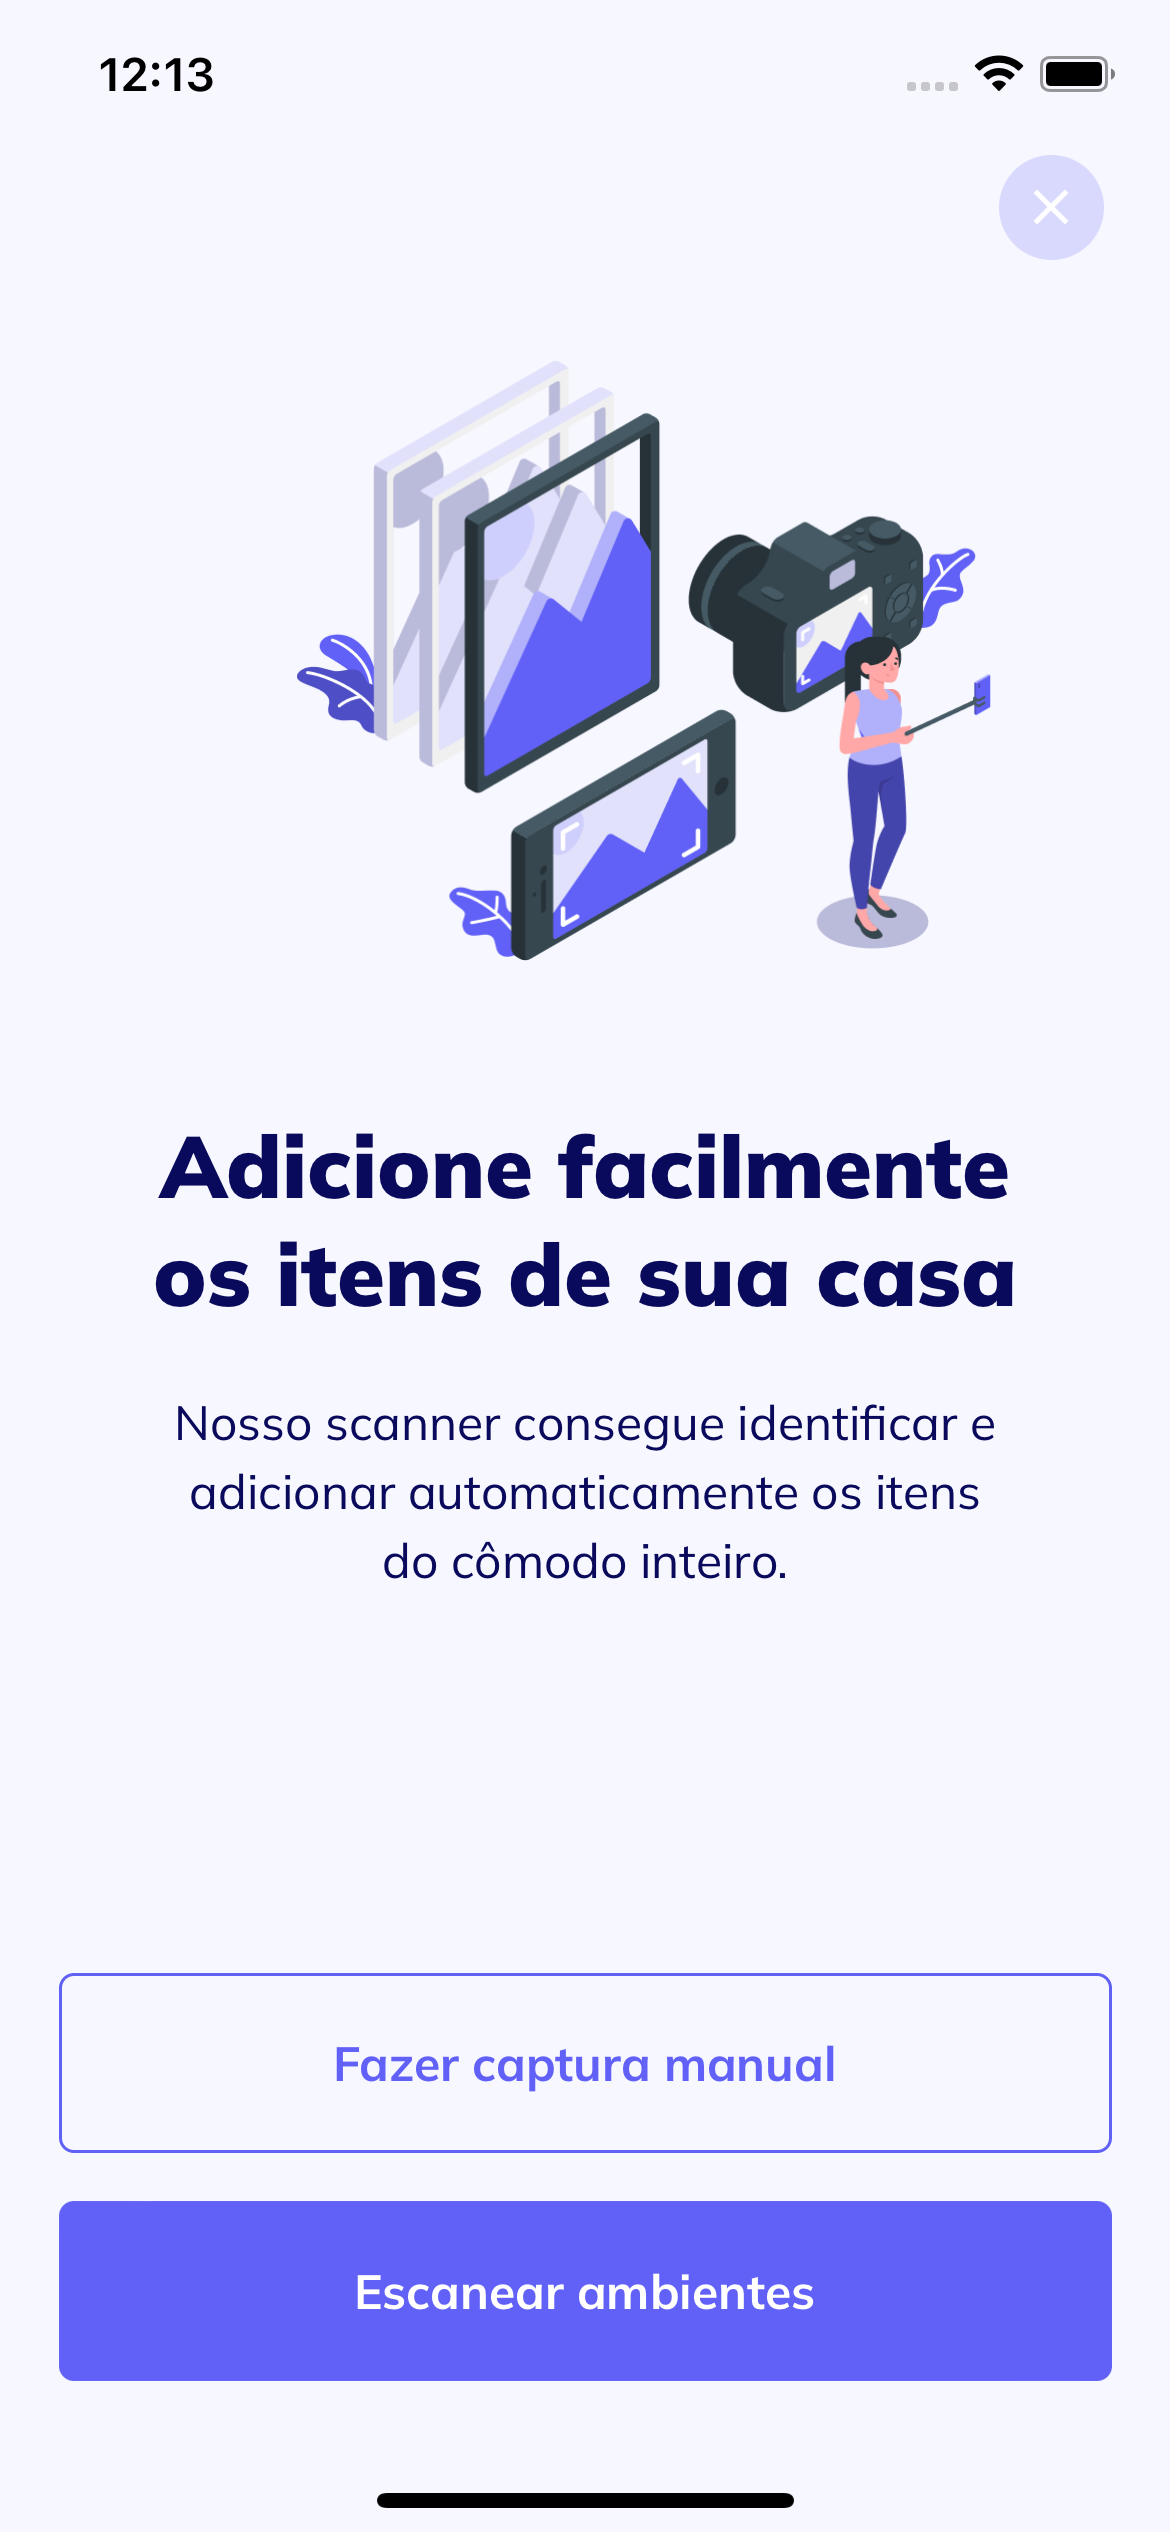 12:13
Adicione facilmente
os itens de sua casa
Nosso scanner consegue identificar e
adicionar automaticamente os itens
do cômodo inteiro.
Fazer captura manual
Escanear ambientes